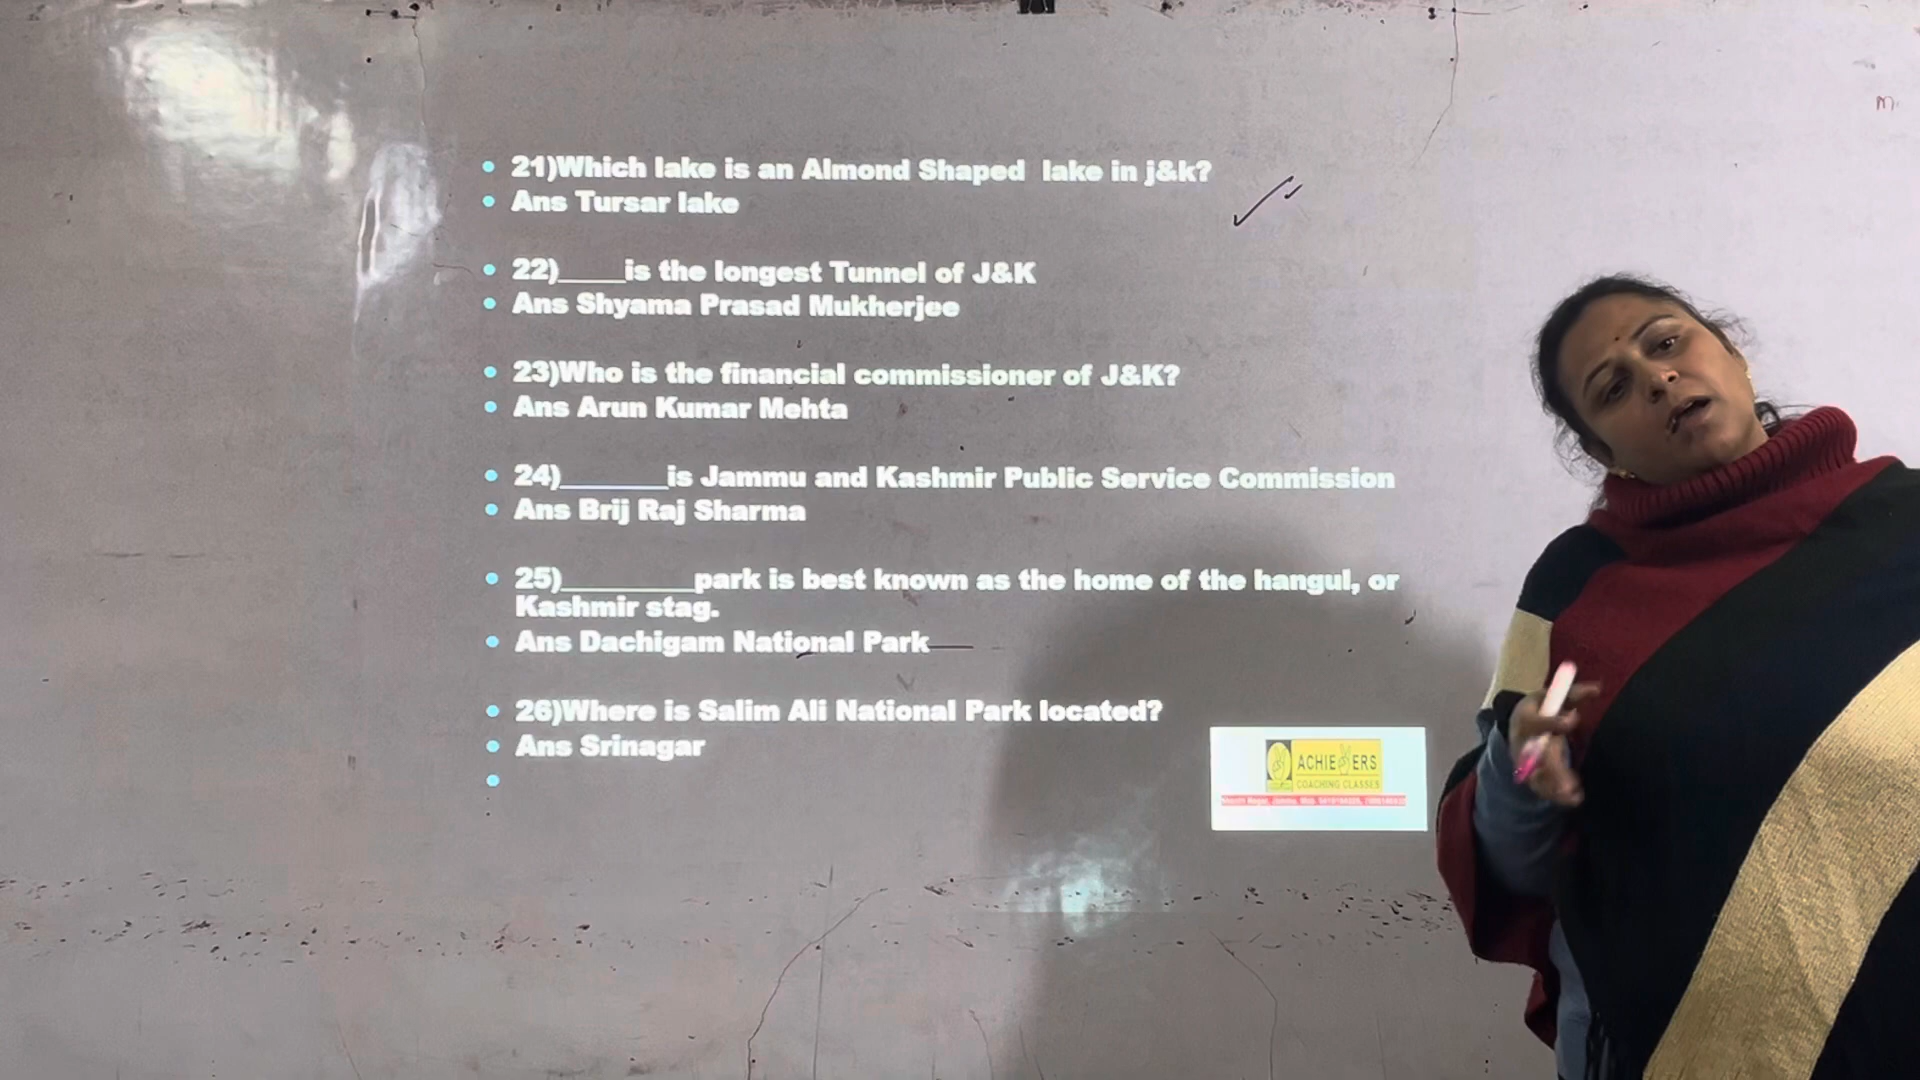 21)Which lake is an Almond Shaped lake in j&k?
Ans Tursar lake
22)____is the longest Tunnel of J&K
Ans Shyama Prasad Mukherjee
23)Who is the financial commissioner of J&K?
Ans Arun Kumar Mehta
24)_______is Jammu and Kashmir Public Service Commission
Ans Brij Raj Sharma
25)________park is best known as the home of the hangul, or
Kashmir stag.
Ans Dachigam National Park
26)Where is Salim Ali National Park located?
Ans Srinagar
ACHIEVERS
COACHING CLASSES